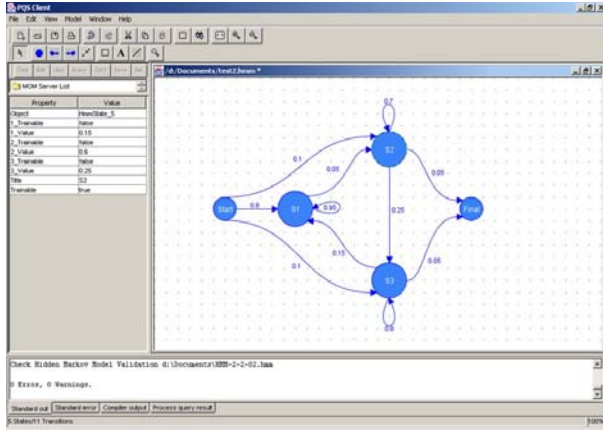 PQS Client
File Edit View Model Window Help
MOM Server List
/d:/Documents/test2.hmm *
Property Value
Object HmmState_5
1_Trainable false
1_Value 0.15
2_Trainable false
2_Value 0.6
3_Trainable false
3_Value 0.25
Title S2
Trainable true
0.7
S2
0.1
0.05
0.05
Start
0.8
S1
0.95
0.25
Final
0.15
0.1
0.05
S3
0.8
Check Hidden Markov Model Validation d:\Documents\HMM-2-2-02.hmm
0 Erros, 0 Warnings.
Standard out Standard error Compiler output Process query result
5 States/11 Transitions
100%